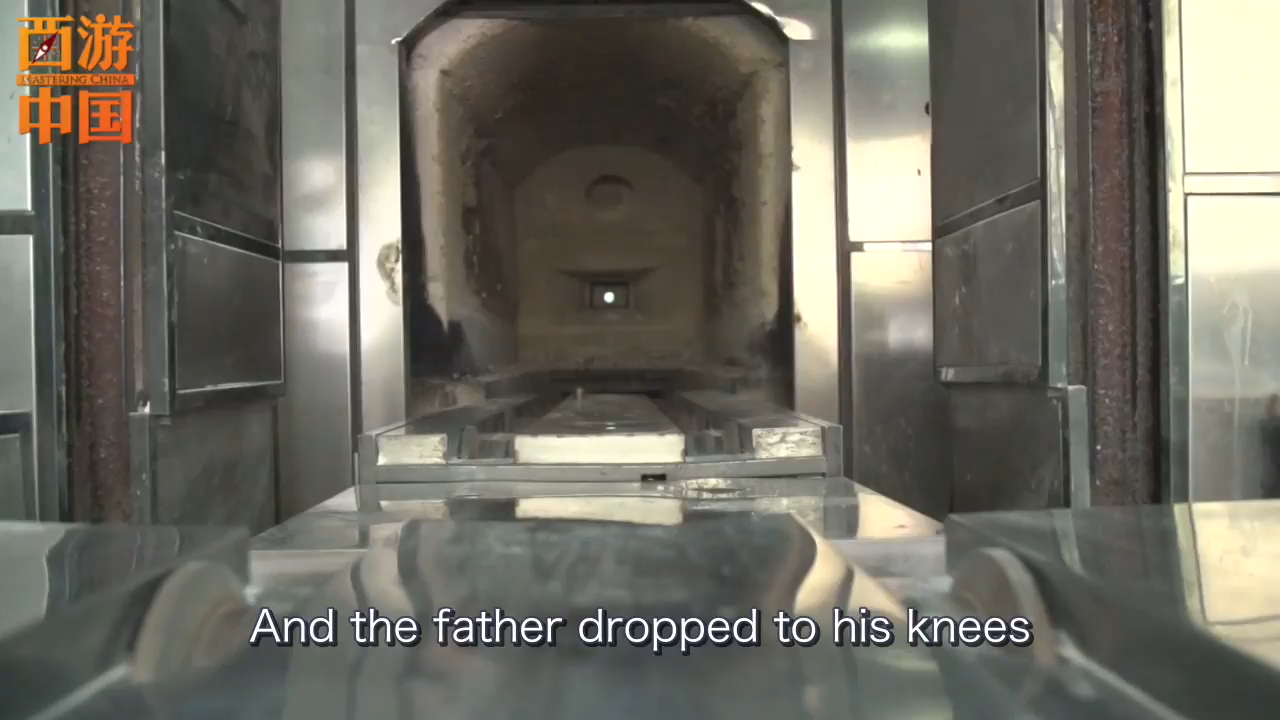 西游
MASTERING CHINA
中国
And the father dropped to his knees